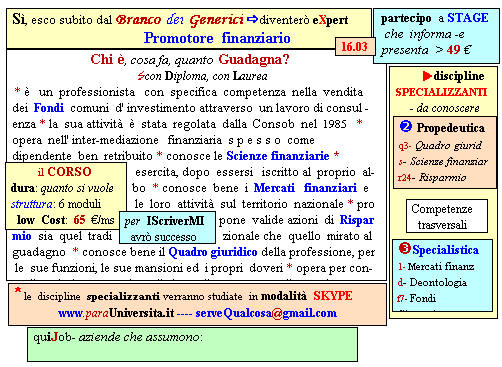 Sì, esco subito dal Branco dei Generici ➪ diventerò eXpert
Promotore finanziario
16.03
partecipo a STAGE
che informa -e
presenta > 49 €
Chi è, cosa fa, quanto Guadagna?
con Diploma, con Laurea
* è un professionista con specifica competenza nella vendita
dei Fondi comuni d'investimento attraverso un lavoro di consul -
enza * la sua attività è stata regolata dalla Consob nel 1985 *
opera nell' inter-mediazione finanziaria s p e s s o come
dipendente ben retribuito * conosce le Scienze finanziarie *
esercita, dopo essersi iscritto al proprio al-
bo * conosce bene i Mercati finanziari e
le loro attività sul territorio nazionale * pro
pone valide azioni di Rispar
mio sia quel tradi
zionale che quello mirato al
guadagno * conosce bene il Quadro giuridico della professione, per
le sue funzioni, le sue mansioni ed i propri doveri * opera per con-
il CORSO
dura: quanto si vuole
struttura: 6 moduli
low Cost: 65 €/ms
per IScriverMI
avrò successo
▶disciplina
SPECIALIZZANTI
- da conoscere
❷ Propedeutica
q3- Quadro giurid
s- Scienze finanziar
r24- Risparmio
Competenze
trasversali
❸Specialistica
1- Mercati finanz
d- Deontologia
f7- Fondi
* le discipline specializzanti verranno studiate in modalità SKYPE
www.paraUniversita.it ---- serveQualcosa@gmail.com
quiJob- aziende che assumono: